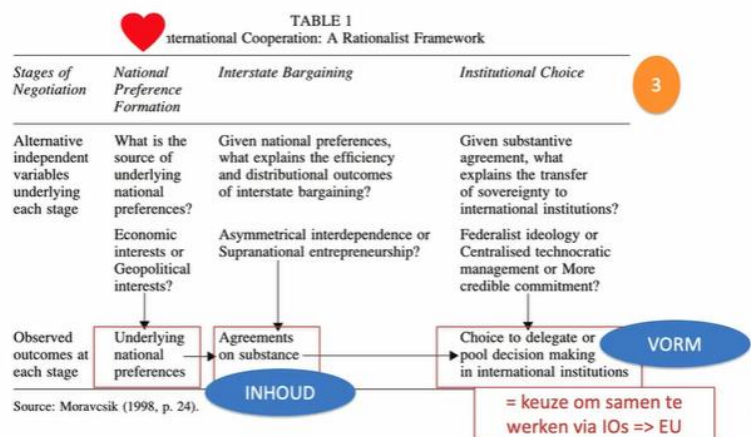 TABLE 1
nternational Cooperation: A Rationalist Framework
Stages of
Negotiation
National
Preference
Formation
Interstate Bargaining
Institutional Choice
3
Alternative
independent
variables
underlying
each stage
What is the
source of
underlying
national
preferences?
Given national preferences,
what explains the efficiency
and distributional outcomes
of interstate bargaining?
Given substantive
agreement, what
explains the transfer
of sovereignty to
international institutions?
Economic
interests or
Geopolitical
interests?
Asymmetrical interdependence or
Supranational entrepreneurship?
Federalist ideology or
Centralised technocratic
management or More
credible commitment?
Observed
outcomes at
each stage
Underlying
national
preferences
Agreements
on substance
Choice to delegate or
pool decision making
in international institutions
VORM
INHOUD
Source: Moravcsik (1998, p. 24).
= keuze om samen te
werken via IOs => EU